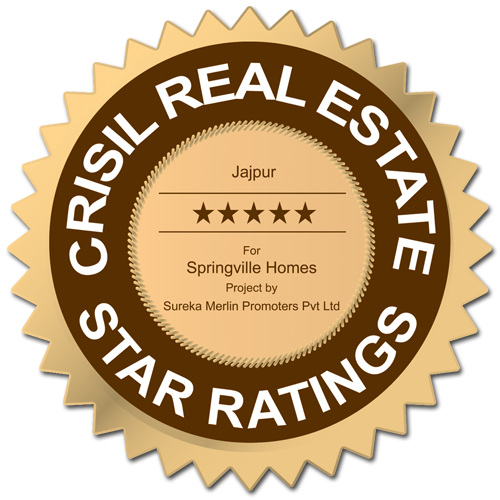 CRISIL REAL ESTATE
Jajpur
★★★★★
For
Springville Homes
Project by
Sureka Merlin Promoters Pvt Ltd
STAR RATINGS